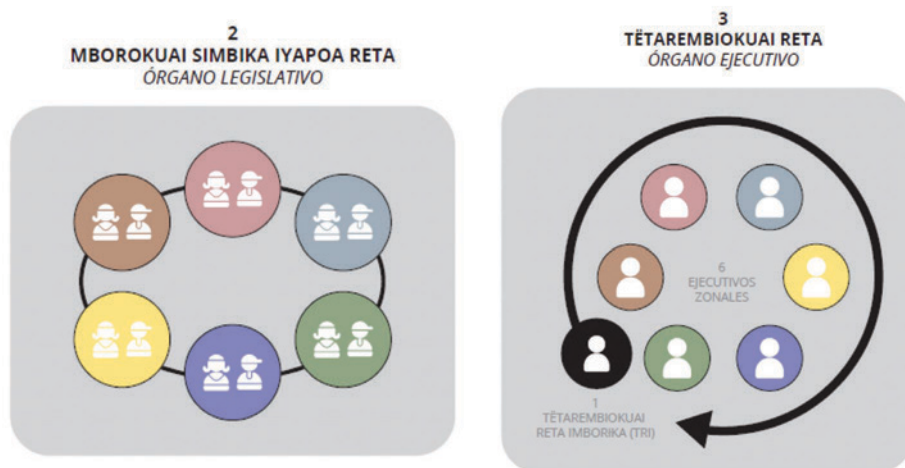 2
MBOROKUAI SIMBIKA IYAPOA RETA
ÓRGANO LEGISLATIVO
3
TËTAREMBIOKUAI RETA
ÓRGANO EJECUTIVO
6
EJECUTIVOS
ZONALES
1
TËTAREMBIOKUAI
RETA IMBORIKA (TRI)